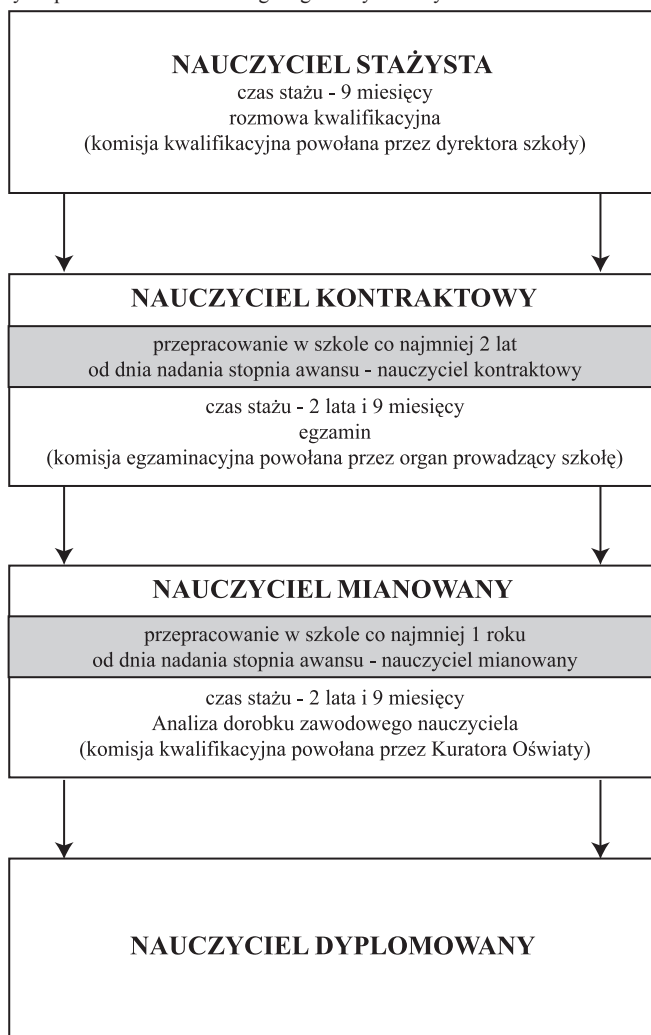 NAUCZYCIEL STAŻYSTA
czas stażu - 9 miesięcy
rozmowa kwalifikacyjna
(komisja kwalifikacyjna powołana przez dyrektora szkoły)
NAUCZYCIEL KONTRAKTOWY
przepracowanie w szkole co najmniej 2 lat
od dnia nadania stopnia awansu - nauczyciel kontraktowy
czas stażu - 2 lata i 9 miesięcy
egzamin
(komisja egzaminacyjna powołana przez organ prowadzący szkołę)
NAUCZYCIEL MIANOWANY
przepracowanie w szkole co najmniej 1 roku
od dnia nadania stopnia awansu - nauczyciel mianowany
czas stażu - 2 lata i 9 miesięcy
Analiza dorobku zawodowego nauczyciela
(komisja kwalifikacyjna powołana przez Kuratora Oświaty)
NAUCZYCIEL DYPLOMOWANY